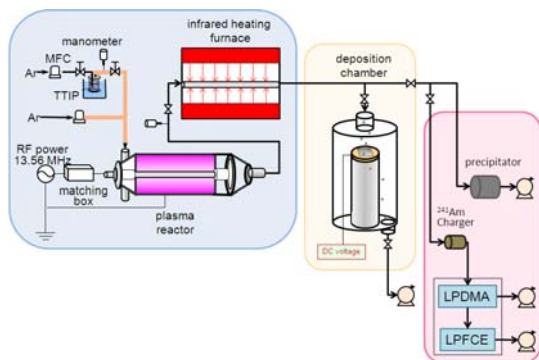 infrared heating
furnace
manometer
MFC
Ar
TTIP
Ar
RF power
13.56 MHz
matching
box
plasma
reactor
deposition
chamber
DC voltage
precipitator
²⁴¹Am
Charger
LPDMA
LPFCE